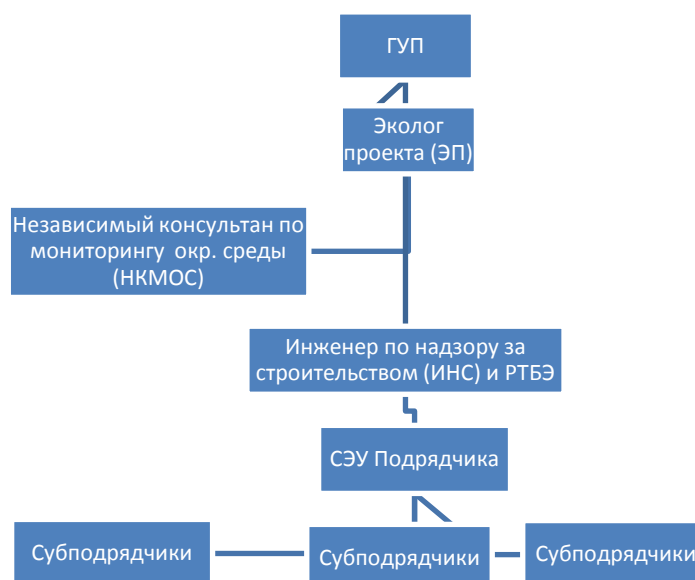 ГУП
Эколог
проекта (ЭП)
Независимый консультан по
мониторингу окр. среды
(НКМОС)
Инженер по надзору за
строительством (ИНС) и РТБЭ
СЭУ Подрядчика
Субподрядчики
Субподрядчики
Субподрядчики